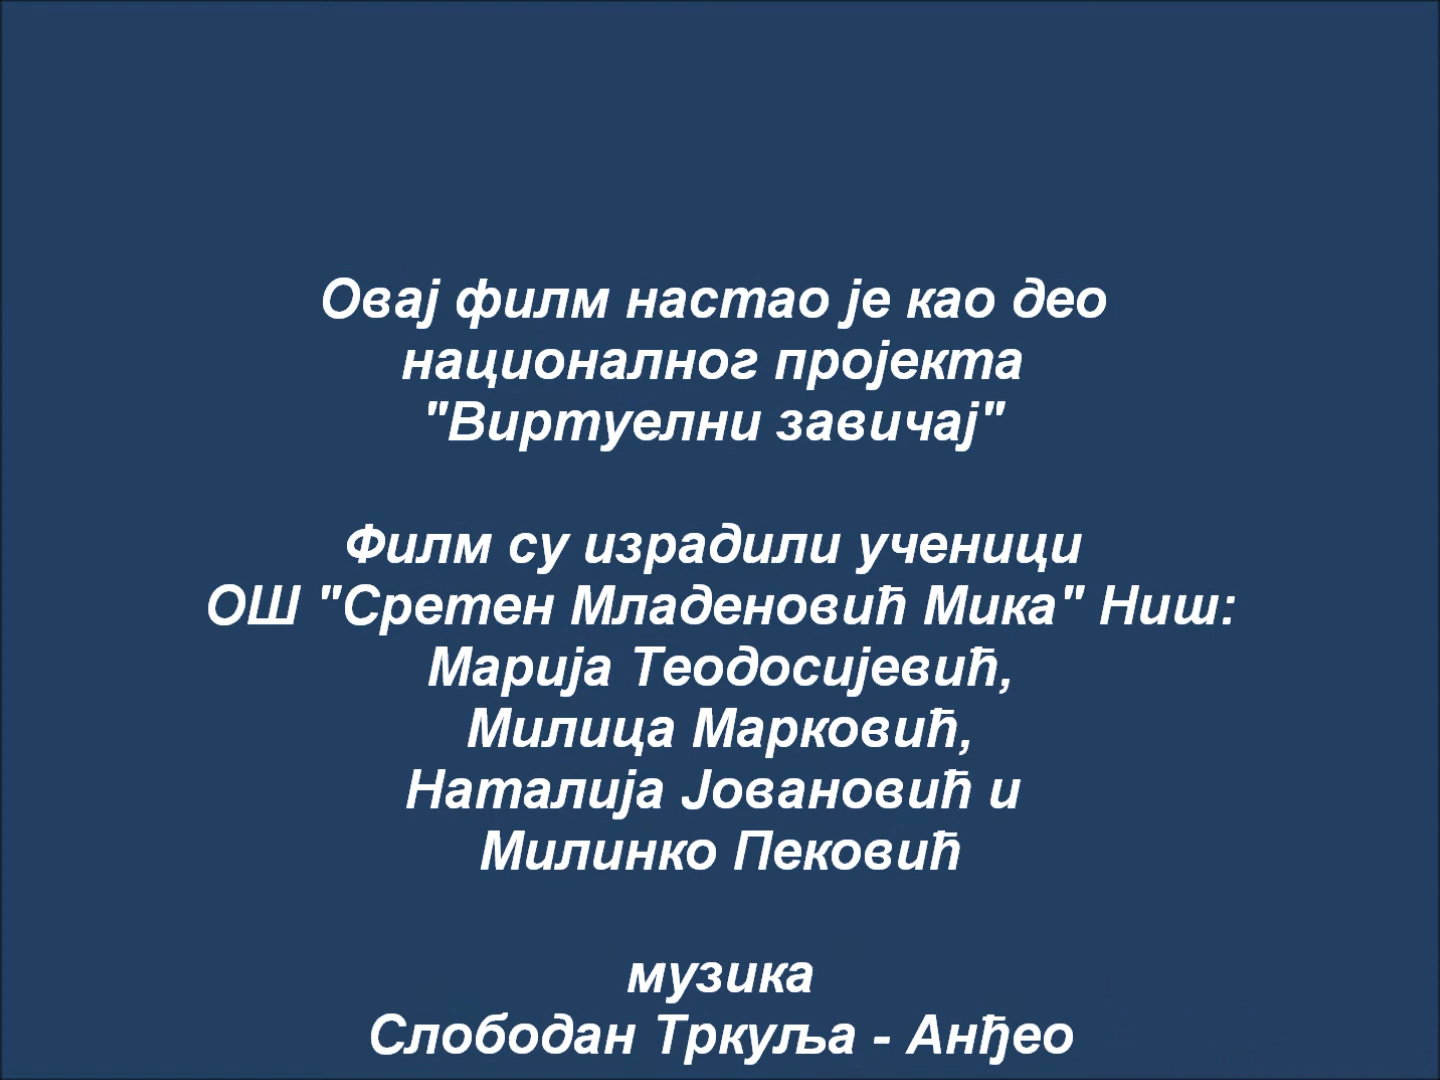 Овај филм настао је као део
националног пројекта
"Виртуелни завичај"
Филм су израдили ученици
ОШ "Сретен Младеновић Мика" Ниш:
Марија Теодосијевић,
Милица Марковић,
Наталија Јовановић и
Милинко Пековић
музика
Слободан Тркуља - Анђео